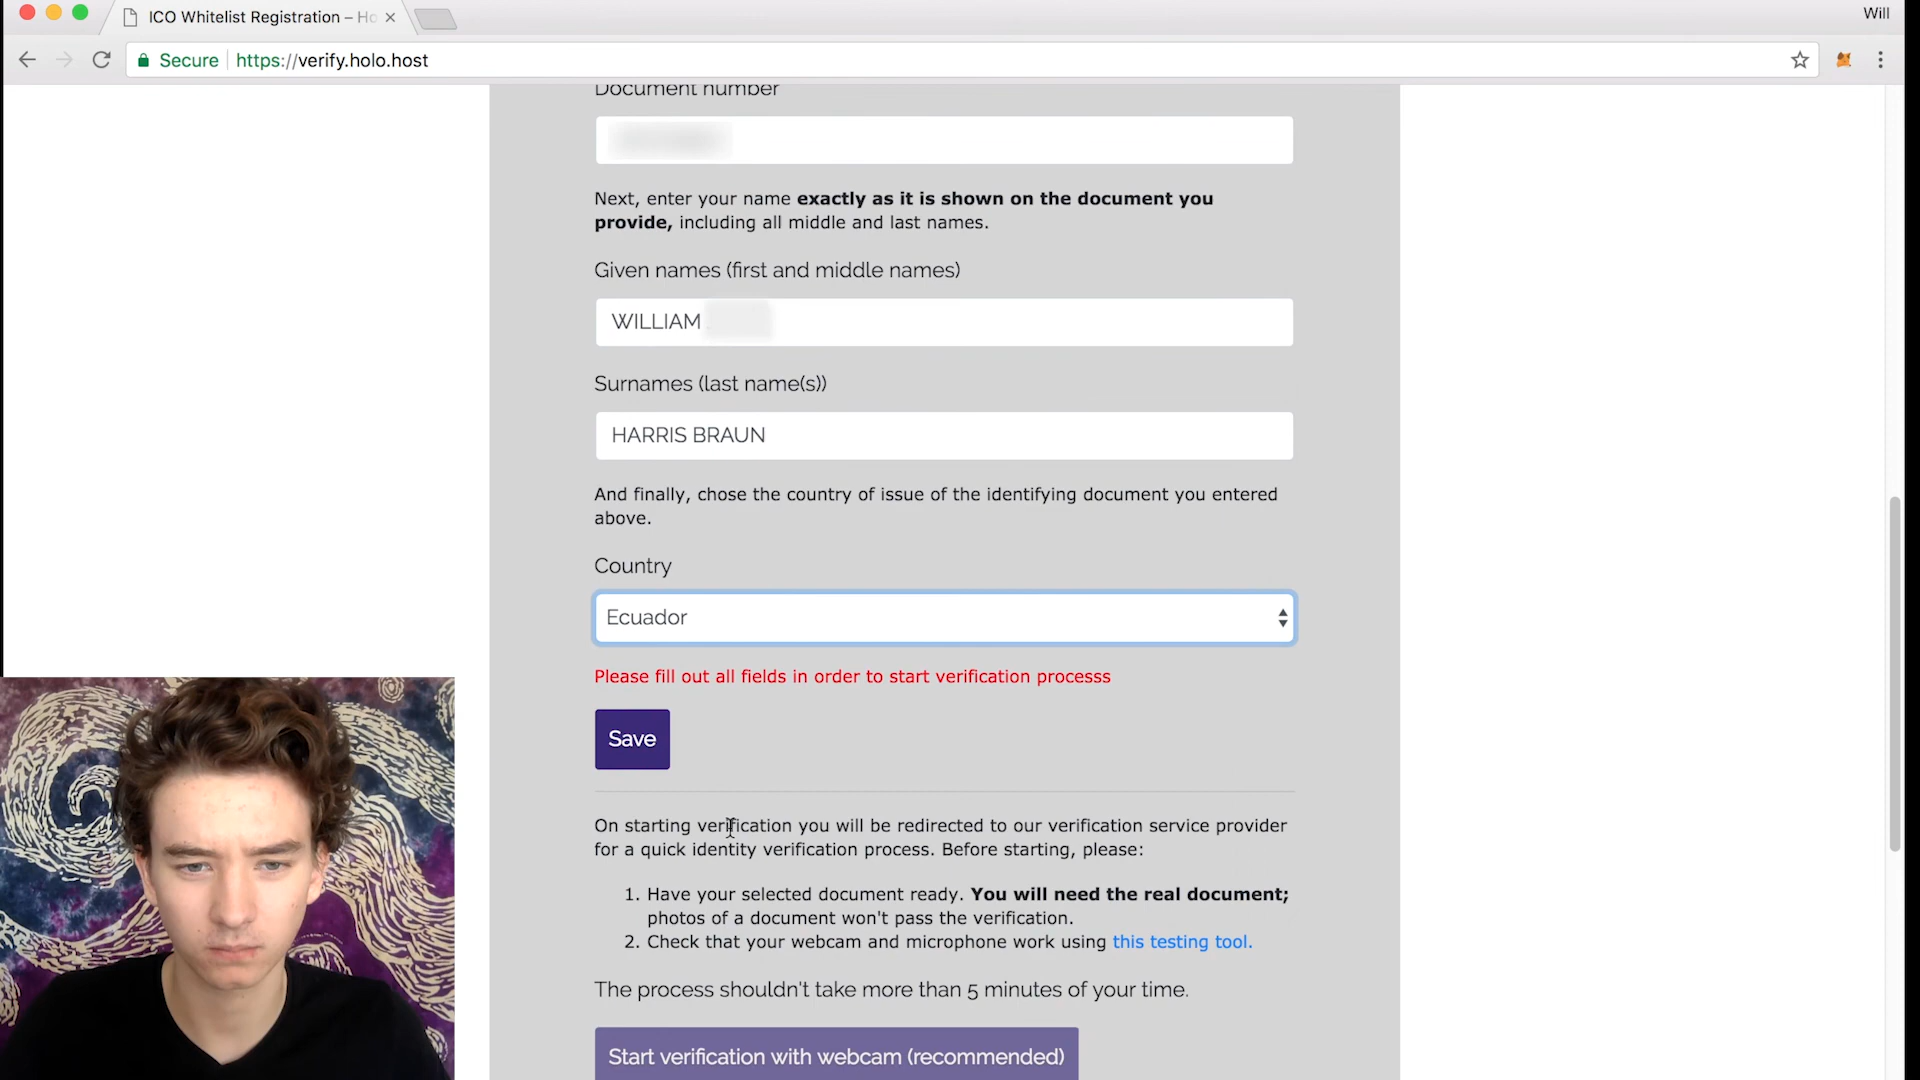 ICO Whitelist Registration – Ho
Will
Secure
https://verify.holo.host
Document number
Next, enter your name exactly as it is shown on the document you
provide, including all middle and last names.
Given names (first and middle names)
WILLIAM
Surnames (last name(s))
HARRIS BRAUN
And finally, chose the country of issue of the identifying document you entered
above.
Country
Ecuador
Please fill out all fields in order to start verification processs
Save
On starting verification you will be redirected to our verification service provider
for a quick identity verification process. Before starting, please:
1. Have your selected document ready. You will need the real document;
photos of a document won't pass the verification.
2. Check that your webcam and microphone work using this testing tool.
The process shouldn't take more than 5 minutes of your time.
Start verification with webcam (recommended)